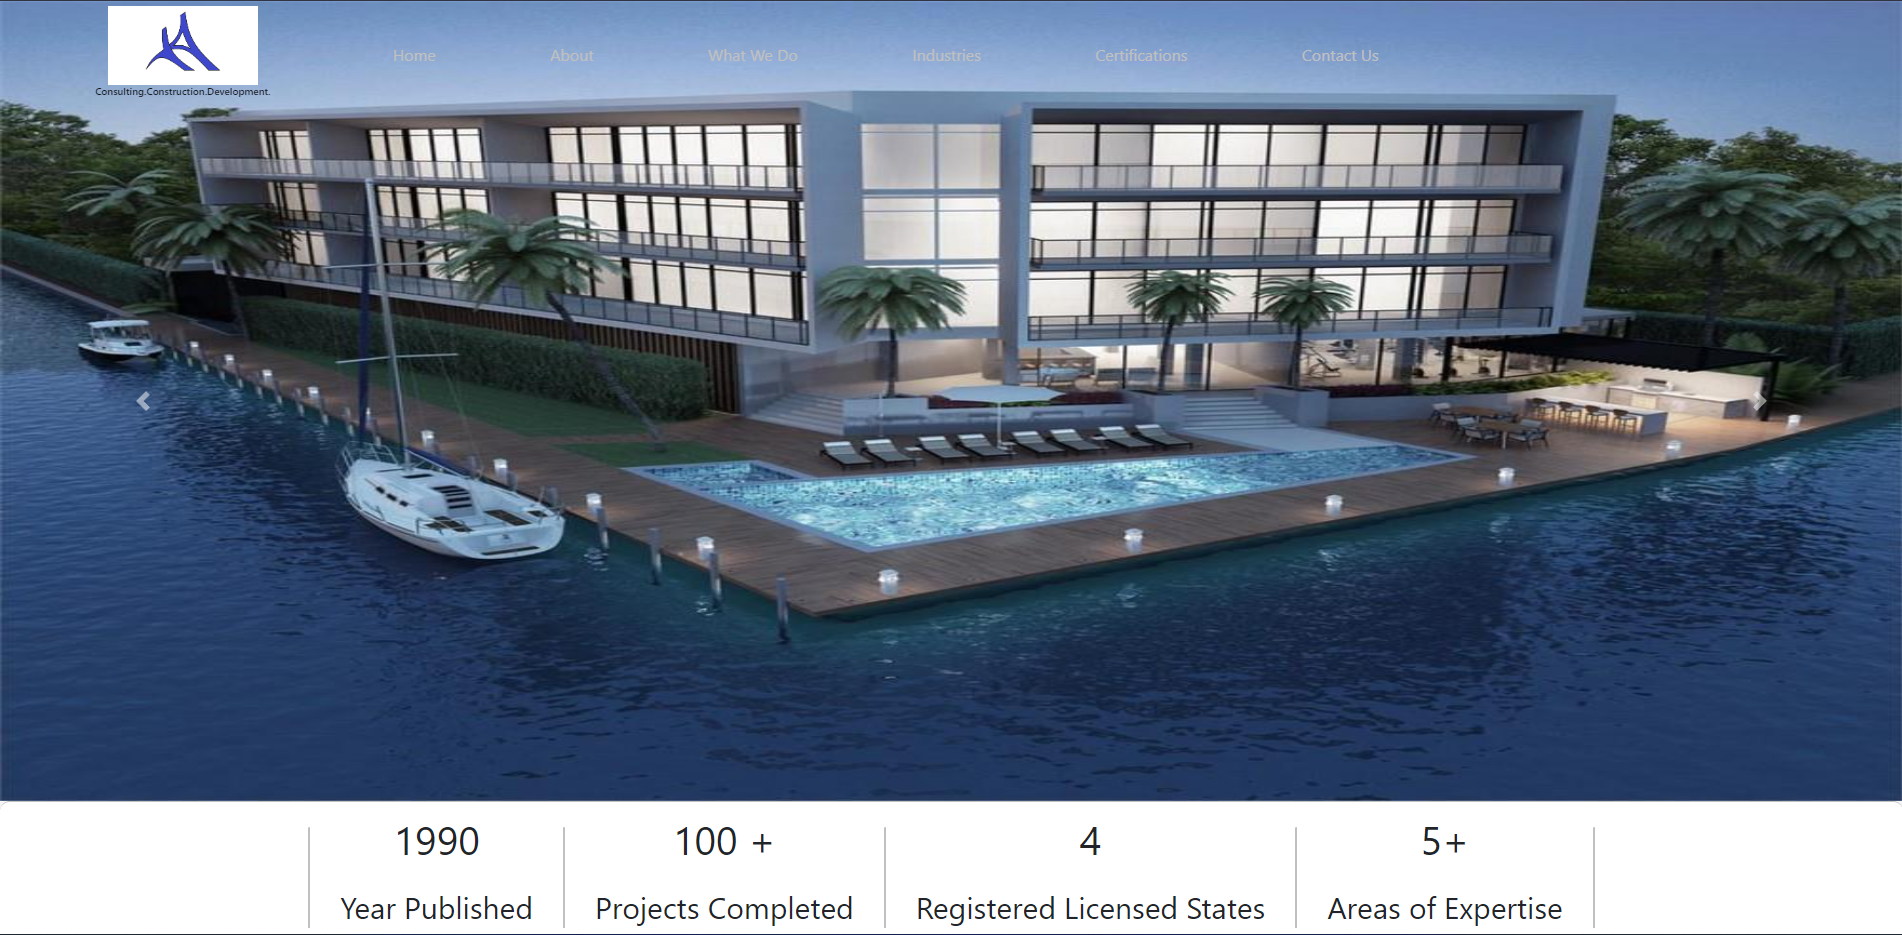 Home About What We Do Industries Certifications Contact Us
Consulting.Construction.Development.
1990
Year Published
100 +
Projects Completed
4
Registered Licensed States
5+
Areas of Expertise